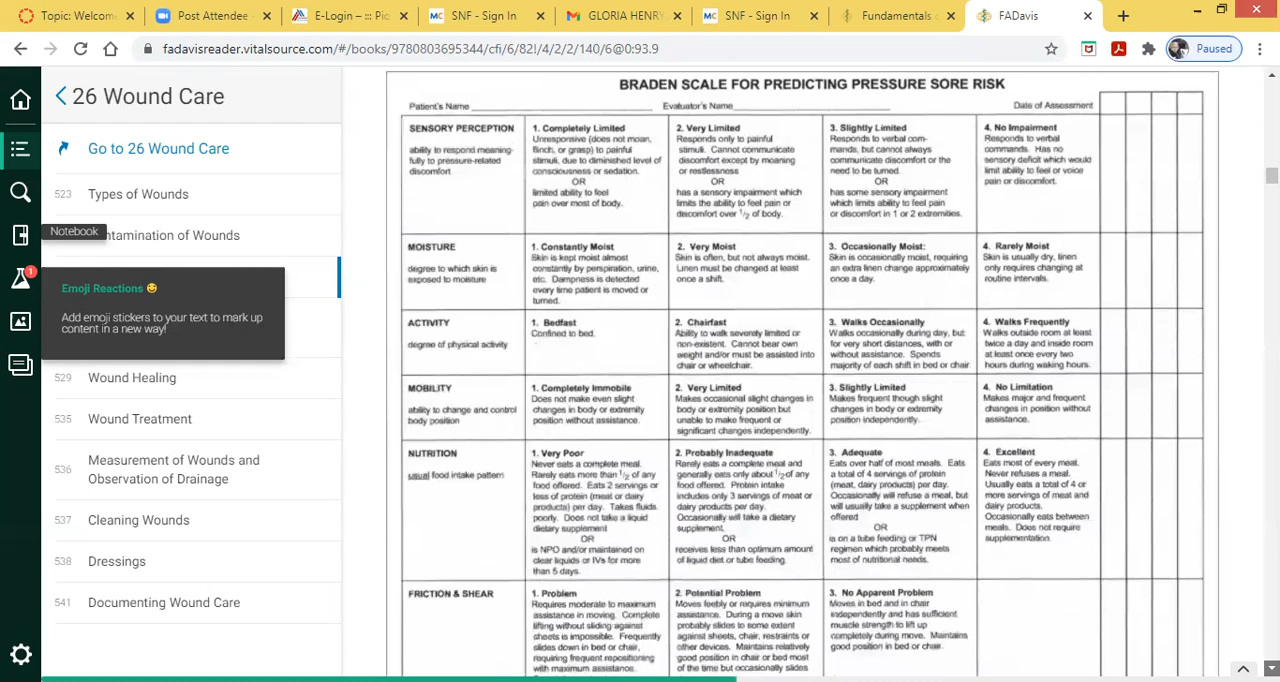 Topic: Welcome
Post Attendee -
E-Login – ::: Pio
SNF - Sign In
GLORIA HENRY
SNF - Sign In
Fundamentals o
FADavis
fadavisreader.vitalsource.com/#/books/9780803695344/cfi/6/82!/4/2/2/140/6@0:93.9
Paused
26 Wound Care
Go to 26 Wound Care
523 Types of Wounds
Notebook
ntamination of Wounds
1
Emoji Reactions 😀
Add emoji stickers to your text to mark up
content in a new way!
529 Wound Healing
535 Wound Treatment
536 Measurement of Wounds and
Observation of Drainage
537 Cleaning Wounds
538 Dressings
541 Documenting Wound Care
BRADEN SCALE FOR PREDICTING PRESSURE SORE RISK
Patient's Name Evaluator's Name Date of Assessment
SENSORY PERCEPTION
ability to respond meaning-
fully to pressure-related
discomfort
1. Completely Limited
Unresponsive (does not moan,
flinch, or grasp) to painful
stimuli, due to diminished level of
consciousness or sedation.
OR
limited ability to feel
pain over most of body.
2. Very Limited
Responds only to painful
stimuli. Cannot communicate
discomfort except by moaning
or restlessness
OR
has a sensory impairment which
limits the ability to feel pain or
discomfort over 1/2 of body.
3. Slightly Limited
Responds to verbal com-
mands, but cannot always
communicate discomfort or the
need to be turned.
OR
has some sensory impairment
which limits ability to feel pain
or discomfort in 1 or 2 extremities.
4. No Impairment
Responds to verbal
commands. Has no
sensory deficit which would
limit ability to feel or voice
pain or discomfort.
MOISTURE
degree to which skin is
exposed to moisture
1. Constantly Moist
Skin is kept moist almost
constantly by perspiration, urine,
etc. Dampness is detected
every time patient is moved or
turned.
2. Very Moist
Skin is often, but not always moist.
Linen must be changed at least
once a shift.
3. Occasionally Moist:
Skin is occasionally moist, requiring
an extra linen change approximately
once a day.
4. Rarely Moist
Skin is usually dry, linen
only requires changing at
routine intervals.
ACTIVITY
degree of physical activity
1. Bedfast
Confined to bed.
2. Chairfast
Ability to walk severely limited or
non-existent. Cannot bear own
weight and/or must be assisted into
chair or wheelchair.
3. Walks Occasionally
Walks occasionally during day, but
for very short distances, with or
without assistance. Spends
majority of each shift in bed or chair
4. Walks Frequently
Walks outside room at least
twice a day and inside room
at least once every two
hours during waking hours.
MOBILITY
ability to change and control
body position
1. Completely Immobile
Does not make even slight
changes in body or extremity
position without assistance.
2. Very Limited
Makes occasional slight changes in
body or extremity position but
unable to make frequent or
significant changes independently.
3. Slightly Limited
Makes frequent though slight
changes in body or extremity
position independently.
4. No Limitation
Makes major and frequent
changes in position without
assistance.
NUTRITION
usual food intake pattern
1. Very Poor
Never eats a complete meal.
Rarely eats more than 1/2 of any
food offered. Eats 2 servings or
less of protein (meat or dairy
products) per day. Takes fluids
poorly. Does not take a liquid
dietary supplement
OR
is NPO and/or maintained on
clear liquids or IVs for more
than 5 days.
2. Probably Inadequate
Rarely eats a complete meal and
generally eats only about 1/2 of any
food offered. Protein intake
includes only 3 servings of meat or
dairy products per day.
Occasionally will take a dietary
supplement.
OR
receives less than optimum amount
of liquid diet or tube feeding.
3. Adequate
Eats over half of most meals. Eats
a total of 4 servings of protein
(meat, dairy products) per day.
Occasionally will refuse a meal, but
will usually take a supplement when
offered
OR
is on a tube feeding or TPN
regimen which probably meets
most of nutritional needs.
4. Excellent
Eats most of every meal.
Never refuses a meal.
Usually eats a total of 4 or
more servings of meat and
dairy products.
Occasionally eats between
meals. Does not require
supplementation.
FRICTION & SHEAR
1. Problem
Requires moderate to maximum
assistance in moving. Complete
lifting without sliding against
sheets is impossible. Frequently
slides down in bed or chair,
requiring frequent repositioning
with maximum assistance.
2. Potential Problem
Moves feebly or requires minimum
assistance. During a move skin
probably slides to some extent
against sheets, chair, restraints or
other devices. Maintains relatively
good position in chair or bed most
of the time but occasionally slides
3. No Apparent Problem
Moves in bed and in chair
independently and has sufficient
muscle strength to lift up
completely during move. Maintains
good position in bed or chair.